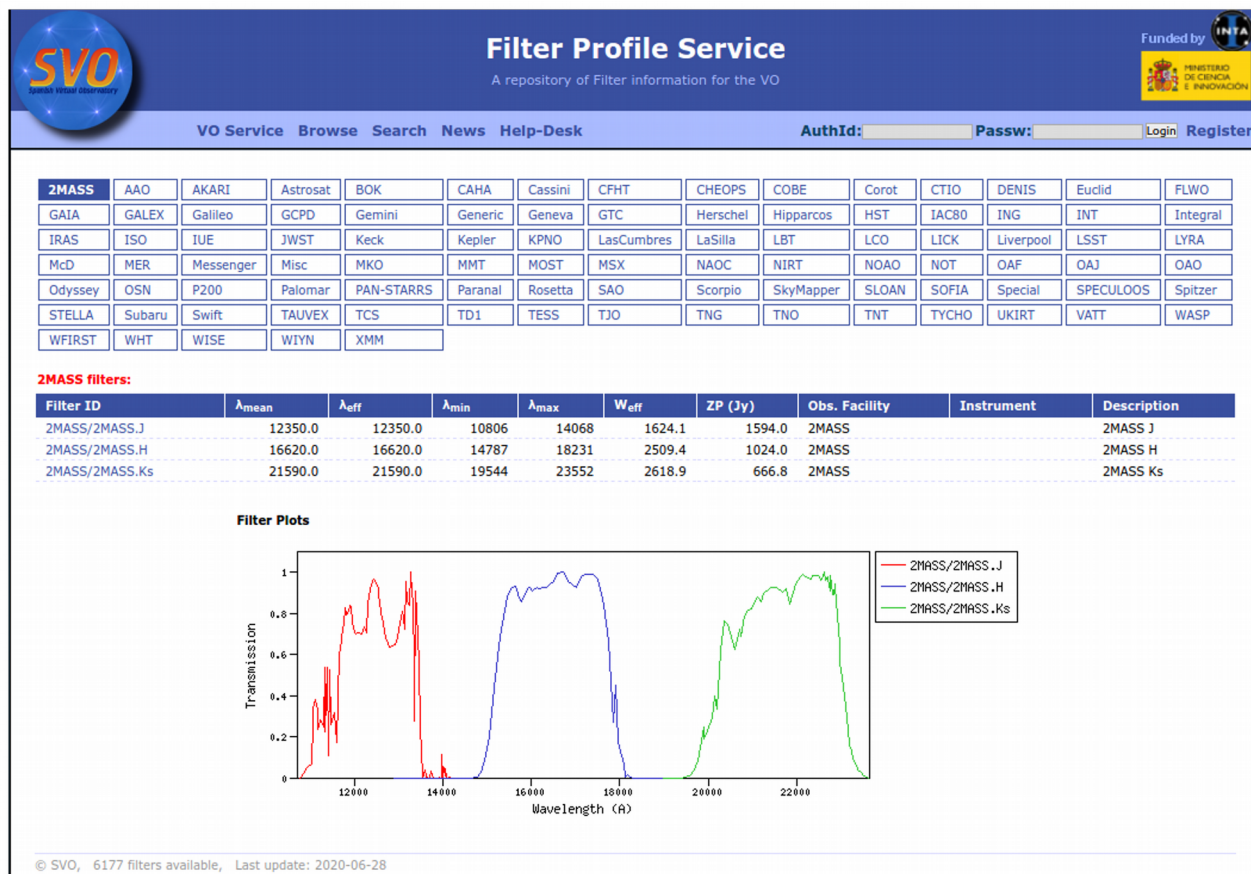 SVO
Spanish Virtual Observatory
Filter Profile Service
A repository of Filter information for the VO
Funded by INTA
MINISTERIO
DE CIENCIA
E INNOVACIÓN
VO Service Browse Search News Help-Desk AuthId: Passw: Login Register
2MASS AAO AKARI Astrosat BOK CAHA Cassini CFHT CHEOPS COBE Corot CTIO DENIS Euclid FLWO
GAIA GALEX Galileo GCPD Gemini Generic Geneva GTC Herschel Hipparcos HST IAC80 ING INT Integral
IRAS ISO IUE JWST Keck Kepler KPNO LasCumbres LaSilla LBT LCO LICK Liverpool LSST LYRA
McD MER Messenger Misc MKO MMT MOST MSX NAOC NIRT NOAO NOT OAF OAJ OAO
Odyssey OSN P200 Palomar PAN-STARRS Paranal Rosetta SAO Scorpio SkyMapper SLOAN SOFIA Special SPECULOOS Spitzer
STELLA Subaru Swift TAUVEX TCS TD1 TESS TJO TNG TNO TNT TYCHO UKIRT VATT WASP
WFIRST WHT WISE WIYN XMM
2MASS filters:
Filter ID λmean λeff λmin λmax Weff ZP (Jy) Obs. Facility Instrument Description
2MASS/2MASS.J 12350.0 12350.0 10806 14068 1624.1 1594.0 2MASS 2MASS J
2MASS/2MASS.H 16620.0 16620.0 14787 18231 2509.4 1024.0 2MASS 2MASS H
2MASS/2MASS.Ks 21590.0 21590.0 19544 23552 2618.9 666.8 2MASS 2MASS Ks
Filter Plots
2MASS/2MASS.J
2MASS/2MASS.H
2MASS/2MASS.Ks
Transmission
1
0.8
0.6
0.4
0.2
0
12000 14000 16000 18000 20000 22000
Wavelength (A)
© SVO, 6177 filters available, Last update: 2020-06-28